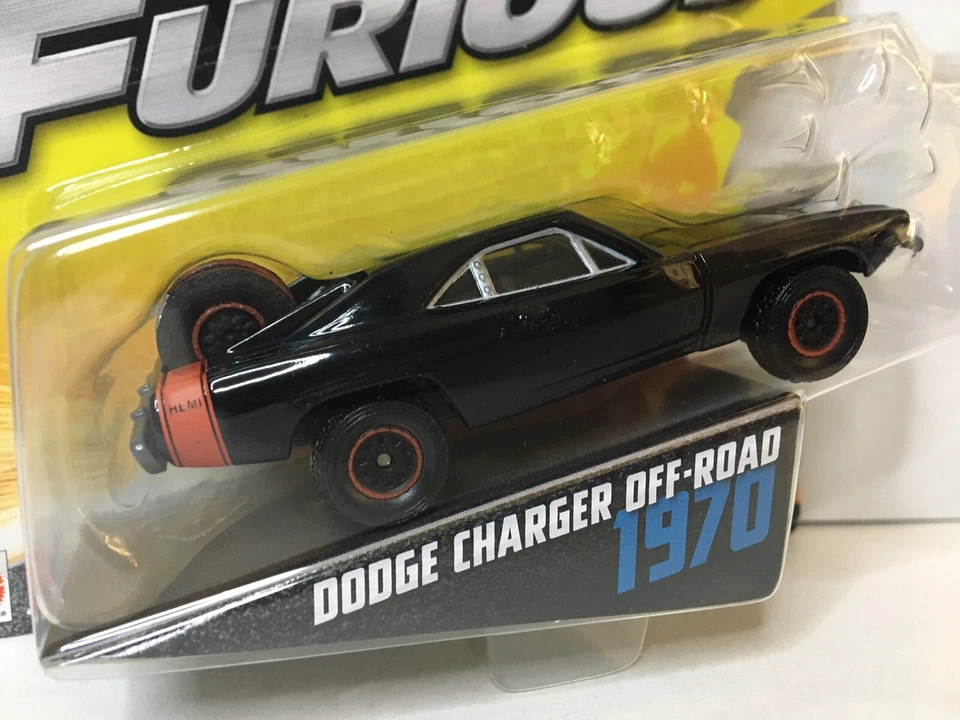 FURIOUS
HEMI
DODGE CHARGER OFF-ROAD
1970